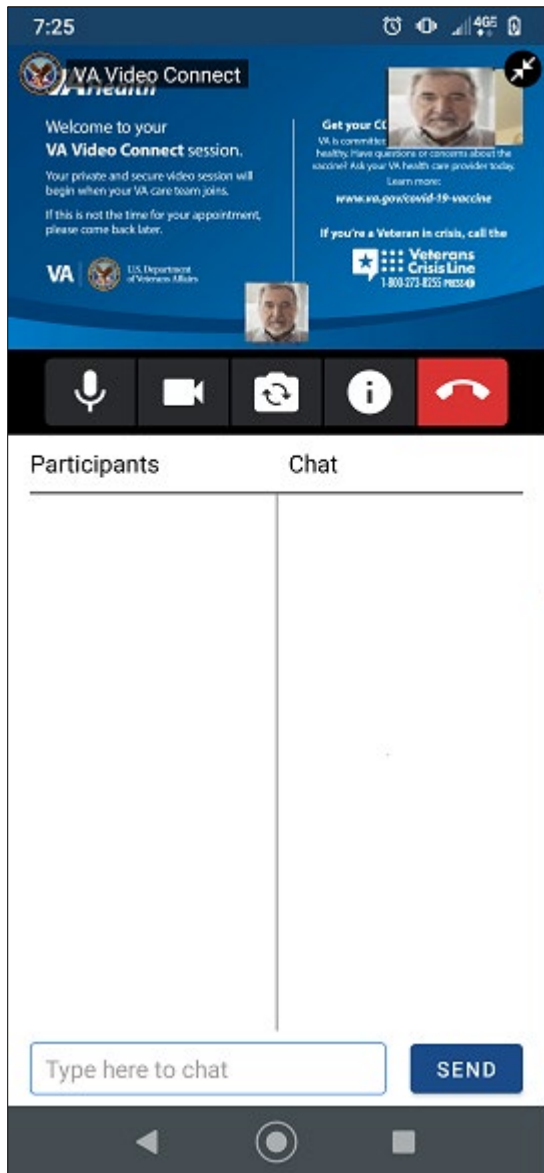 7:25
4GE
VA Video Connect
Health
Welcome to your
VA Video Connect session.
Your private and secure video session will
begin when your VA care team joins.
If this is not the time for your appointment,
please come back later.
VA
U.S. Department
of Veterans Affairs
Get your
VA is committed
healthy. Have questions or concerns about the
vaccine? Ask your VA health care provider today.
Learn more:
www.va.gov/covid-19-vaccine
If you're a Veteran in crisis, call the
Veterans
Crisis Line
1-800-273-8255 PRESS 1
Participants
Chat
Type here to chat
SEND